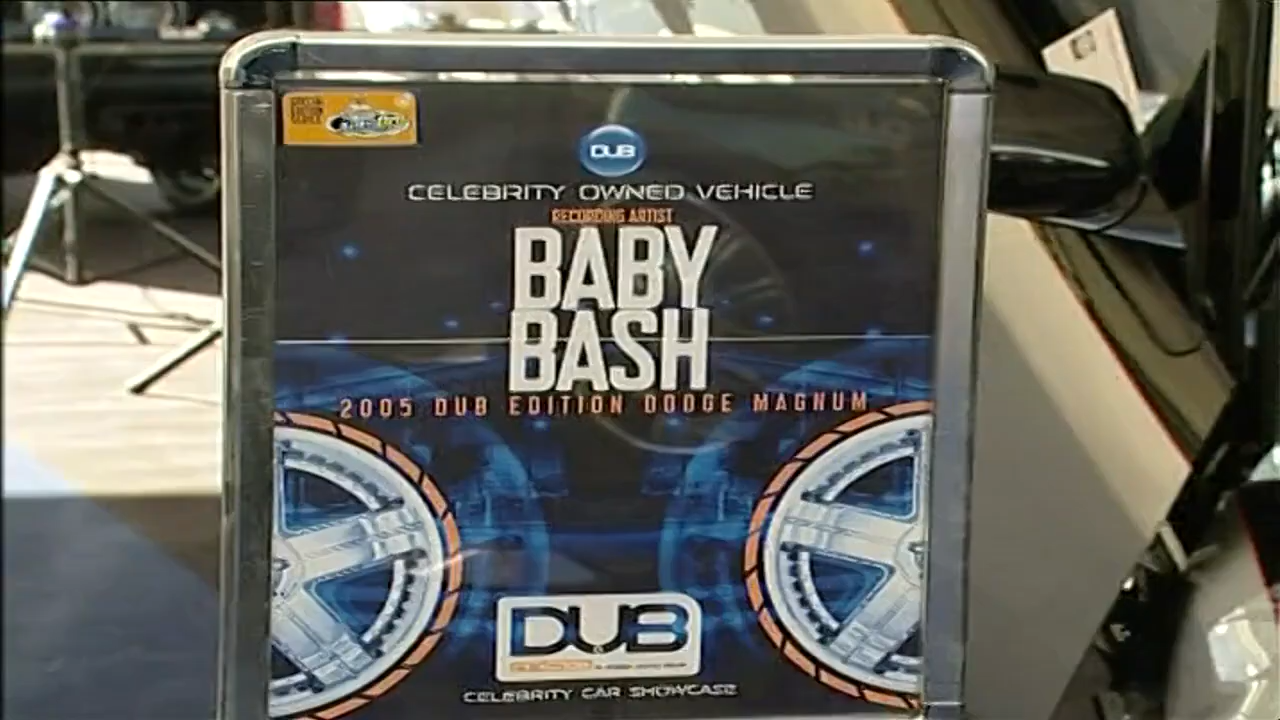 DUB
CELEBRITY OWNED VEHICLE
RECORDING ARTIST
BABY
BASH
2005 DUB EDITION DODGE MAGNUM
DUB
CELEBRITY CAR SHOWCASE